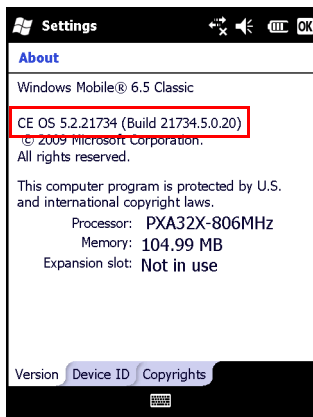 Settings
OK
About
Windows Mobile® 6.5 Classic
CE OS 5.2.21734 (Build 21734.5.0.20)
© 2009 Microsoft Corporation.
All rights reserved.
This computer program is protected by U.S.
and international copyright laws.
Processor: PXA32X-806MHz
Memory: 104.99 MB
Expansion slot: Not in use
Version Device ID Copyrights